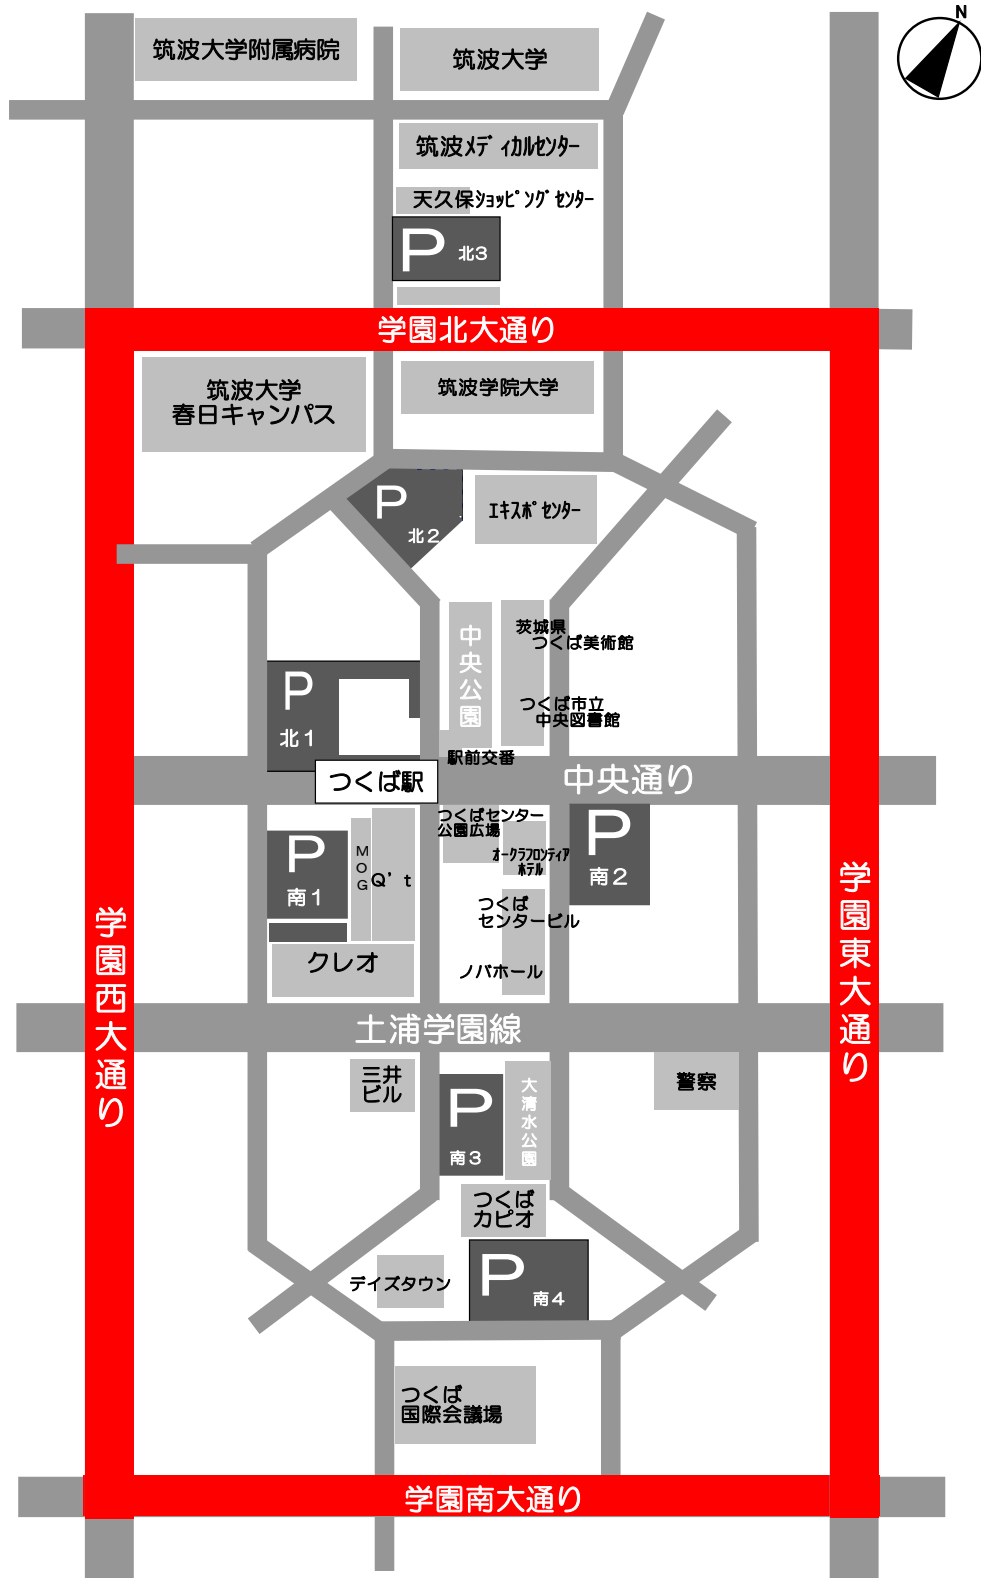 N
筑波大学附属病院
筑波大学
筑波ﾒﾃﾞｨｶﾙｾﾝﾀｰ
天久保ｼｮｯﾋﾟﾝｸﾞｾﾝﾀｰ
P 北3
学園北大通り
筑波大学
春日キャンパス
筑波学院大学
P
北2
ｴｷｽﾎﾟｾﾝﾀｰ
中央公園
茨城県
つくば美術館
つくば市立
中央図書館
P
北1
駅前交番
つくば駅
中央通り
つくばセンター
公園広場
P
南1
MOG
Q’t
ｵｰｸﾗﾌﾛﾝﾃｨｱ
ﾎﾃﾙ
P
南2
つくば
センタービル
クレオ
ノバホール
学園西大通り
学園東大通り
土浦学園線
三井
ビル
P
南3
大清水公園
警察
つくば
カピオ
デイズタウン
P
南4
つくば
国際会議場
学園南大通り